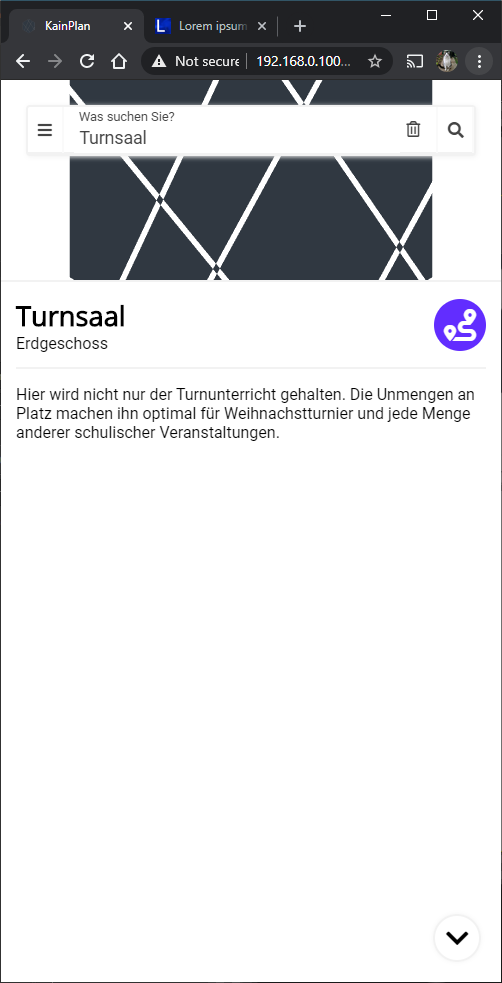 KainPlan
Lorem ipsum
Not secure
192.168.0.100...
Was suchen Sie?
Turnsaal
Turnsaal
Erdgeschoss
Hier wird nicht nur der Turnunterricht gehalten. Die Unmengen an
Platz machen ihn optimal für Weihnachstturnier und jede Menge
anderer schulischer Veranstaltungen.